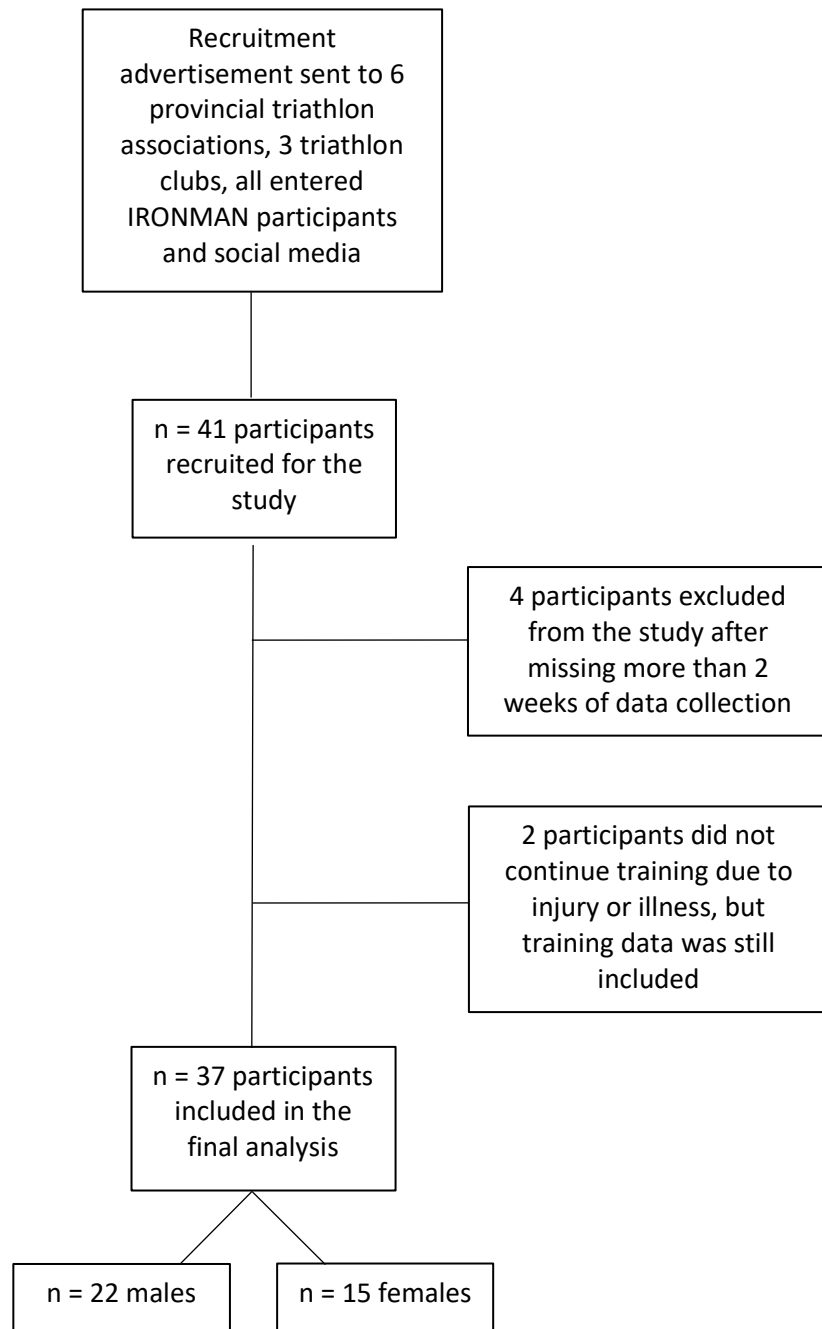 Recruitment
advertisement sent to 6
provincial triathlon
associations, 3 triathlon
clubs, all entered
IRONMAN participants
and social media
n = 41 participants
recruited for the
study
4 participants excluded
from the study after
missing more than 2
weeks of data collection
2 participants did not
continue training due to
injury or illness, but
training data was still
included
n = 37 participants
included in the
final analysis
n = 22 males
n = 15 females